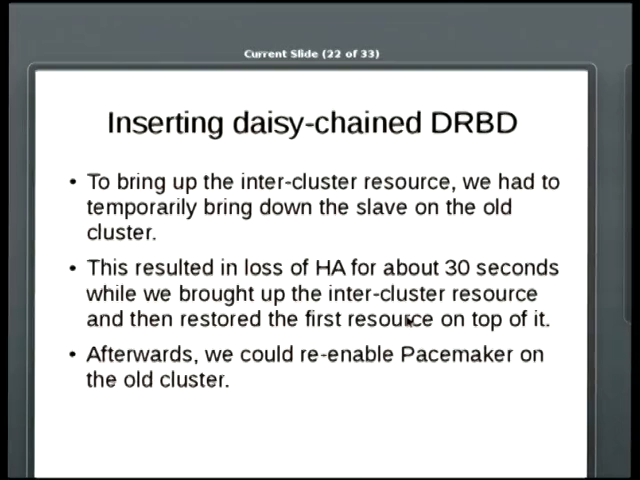 Current Slide (22 of 33)
Inserting daisy-chained DRBD
• To bring up the inter-cluster resource, we had to
temporarily bring down the slave on the old
cluster.
• This resulted in loss of HA for about 30 seconds
while we brought up the inter-cluster resource
and then restored the first resource on top of it.
• Afterwards, we could re-enable Pacemaker on
the old cluster.